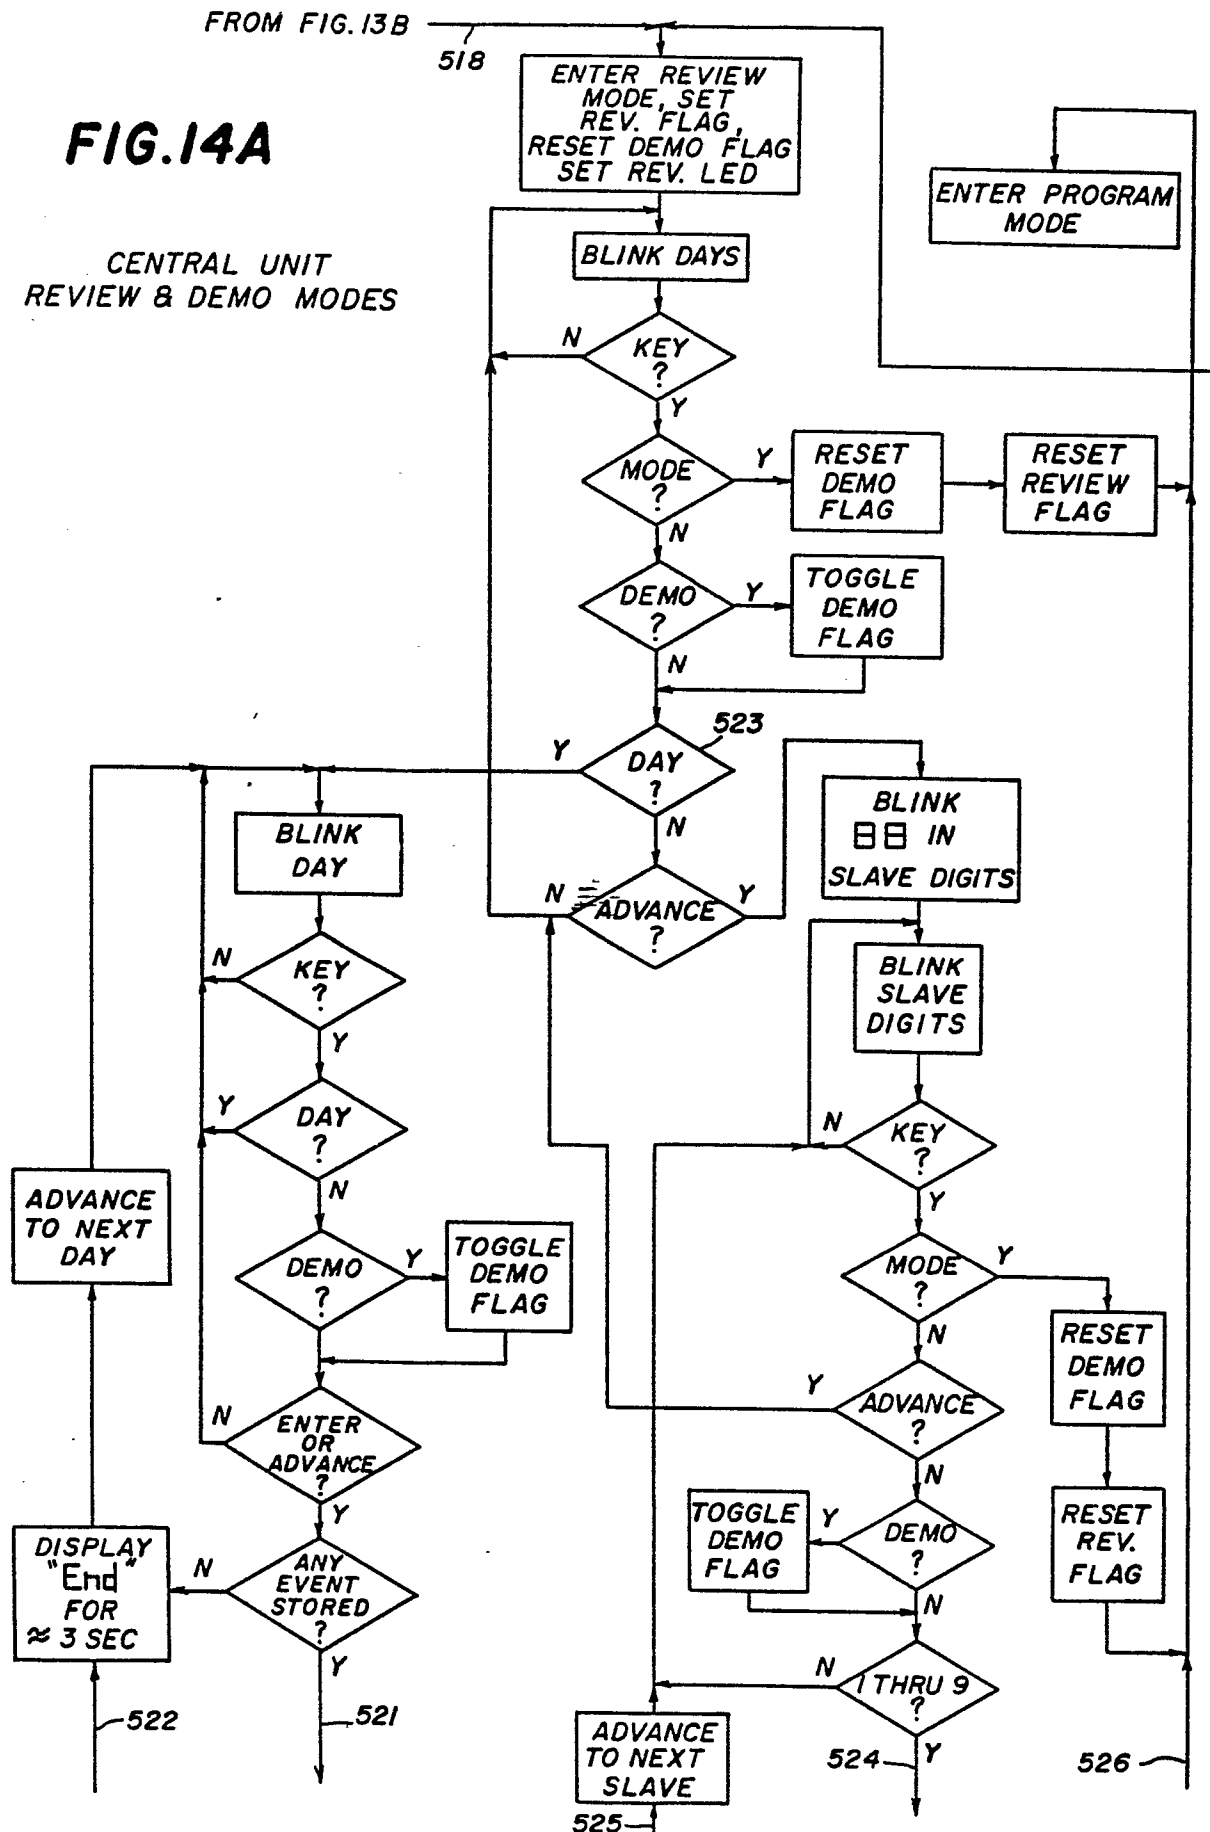 FROM FIG. 13B
518
ENTER REVIEW
MODE, SET
REV. FLAG,
RESET DEMO FLAG
SET REV. LED
FIG. 14A
CENTRAL UNIT
REVIEW & DEMO MODES
ENTER PROGRAM
MODE
BLINK DAYS
N
KEY
?
Y
MODE
?
Y
N
RESET
DEMO
FLAG
RESET
REVIEW
FLAG
DEMO
?
Y
N
TOGGLE
DEMO
FLAG
523
Y
DAY
?
N
N
ADVANCE
?
Y
BLINK
88 IN
SLAVE DIGITS
BLINK
SLAVE
DIGITS
N
KEY
?
Y
MODE
?
Y
N
RESET
DEMO
FLAG
RESET
REV.
FLAG
Y
ADVANCE
?
N
TOGGLE
DEMO
FLAG
Y
DEMO
?
N
N
1 THRU 9
?
Y
ADVANCE
TO NEXT
SLAVE
525
524
526
BLINK
DAY
N
KEY
?
Y
Y
DAY
?
N
DEMO
?
Y
TOGGLE
DEMO
FLAG
N
ENTER
OR
ADVANCE
?
Y
N
ANY
EVENT
STORED
?
Y
ADVANCE
TO NEXT
DAY
DISPLAY
"End"
FOR
≈ 3 SEC
522
521